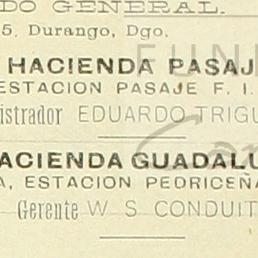 DO GENERAL.
5. Durango, Dgo.
HACIENDA PASAJ
ESTACION PASAJE F. I.
istrador EDUARDO TRIGU
ACIENDA GUADALU
A, ESTACION PEDRICEÑA
Gerente W S CONDUIT